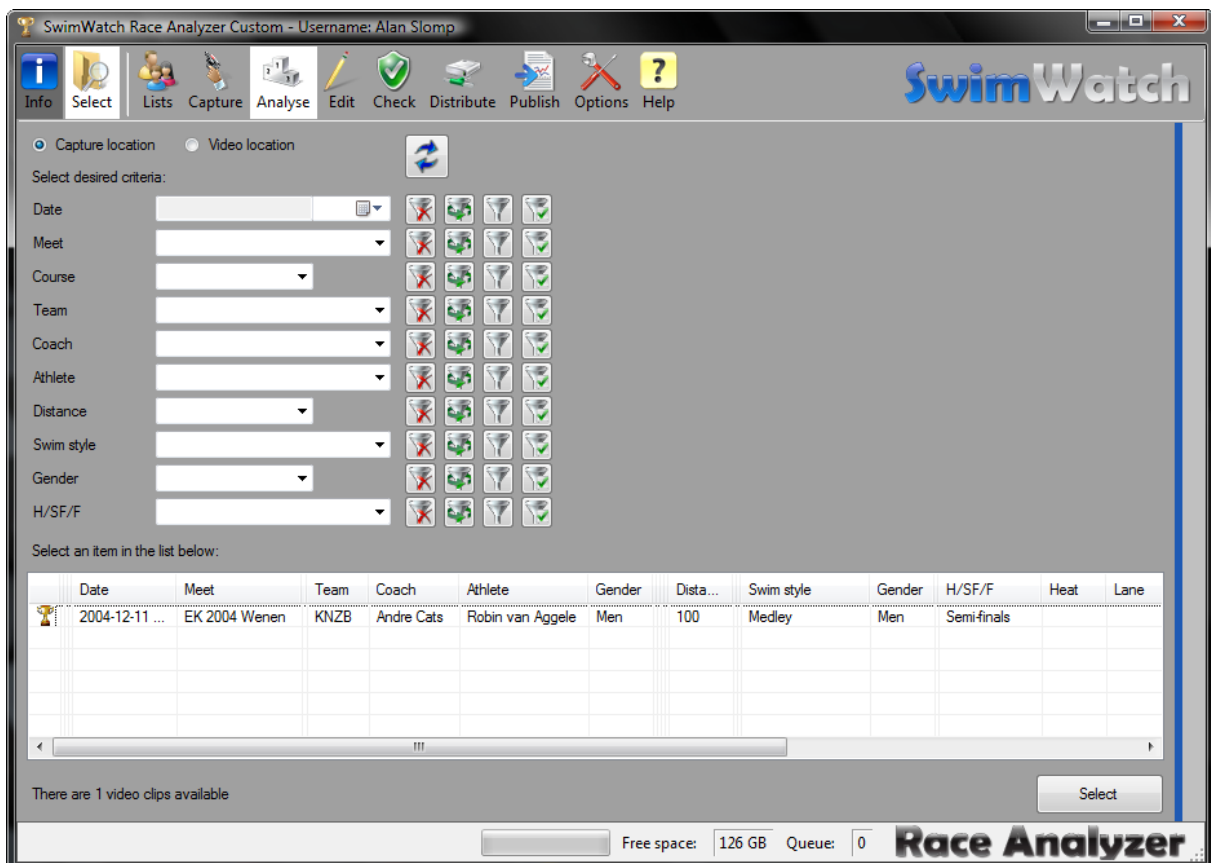 SwimWatch Race Analyzer Custom - Username: Alan Slomp
Info Select Lists Capture Analyse Edit Check Distribute Publish Options Help
SwimWatch
Capture location Video location
Select desired criteria:
Date
Meet
Course
Team
Coach
Athlete
Distance
Swim style
Gender
H/SF/F
Select an item in the list below:
Date Meet Team Coach Athlete Gender Dista... Swim style Gender H/SF/F Heat Lane
2004-12-11 ... EK 2004 Wenen KNZB Andre Cats Robin van Aggele Men 100 Medley Men Semi-finals
There are 1 video clips available Select
Free space: 126 GB Queue: 0 Race Analyzer